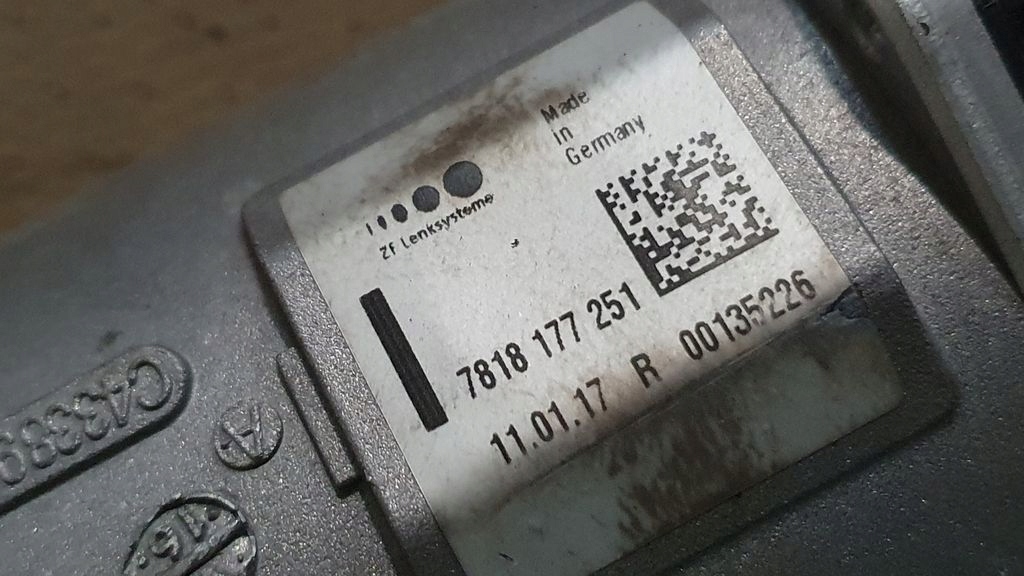 Made
in
Germany
ZF Lenksysteme
7818 177 251
11.01.17 R 00135226
A